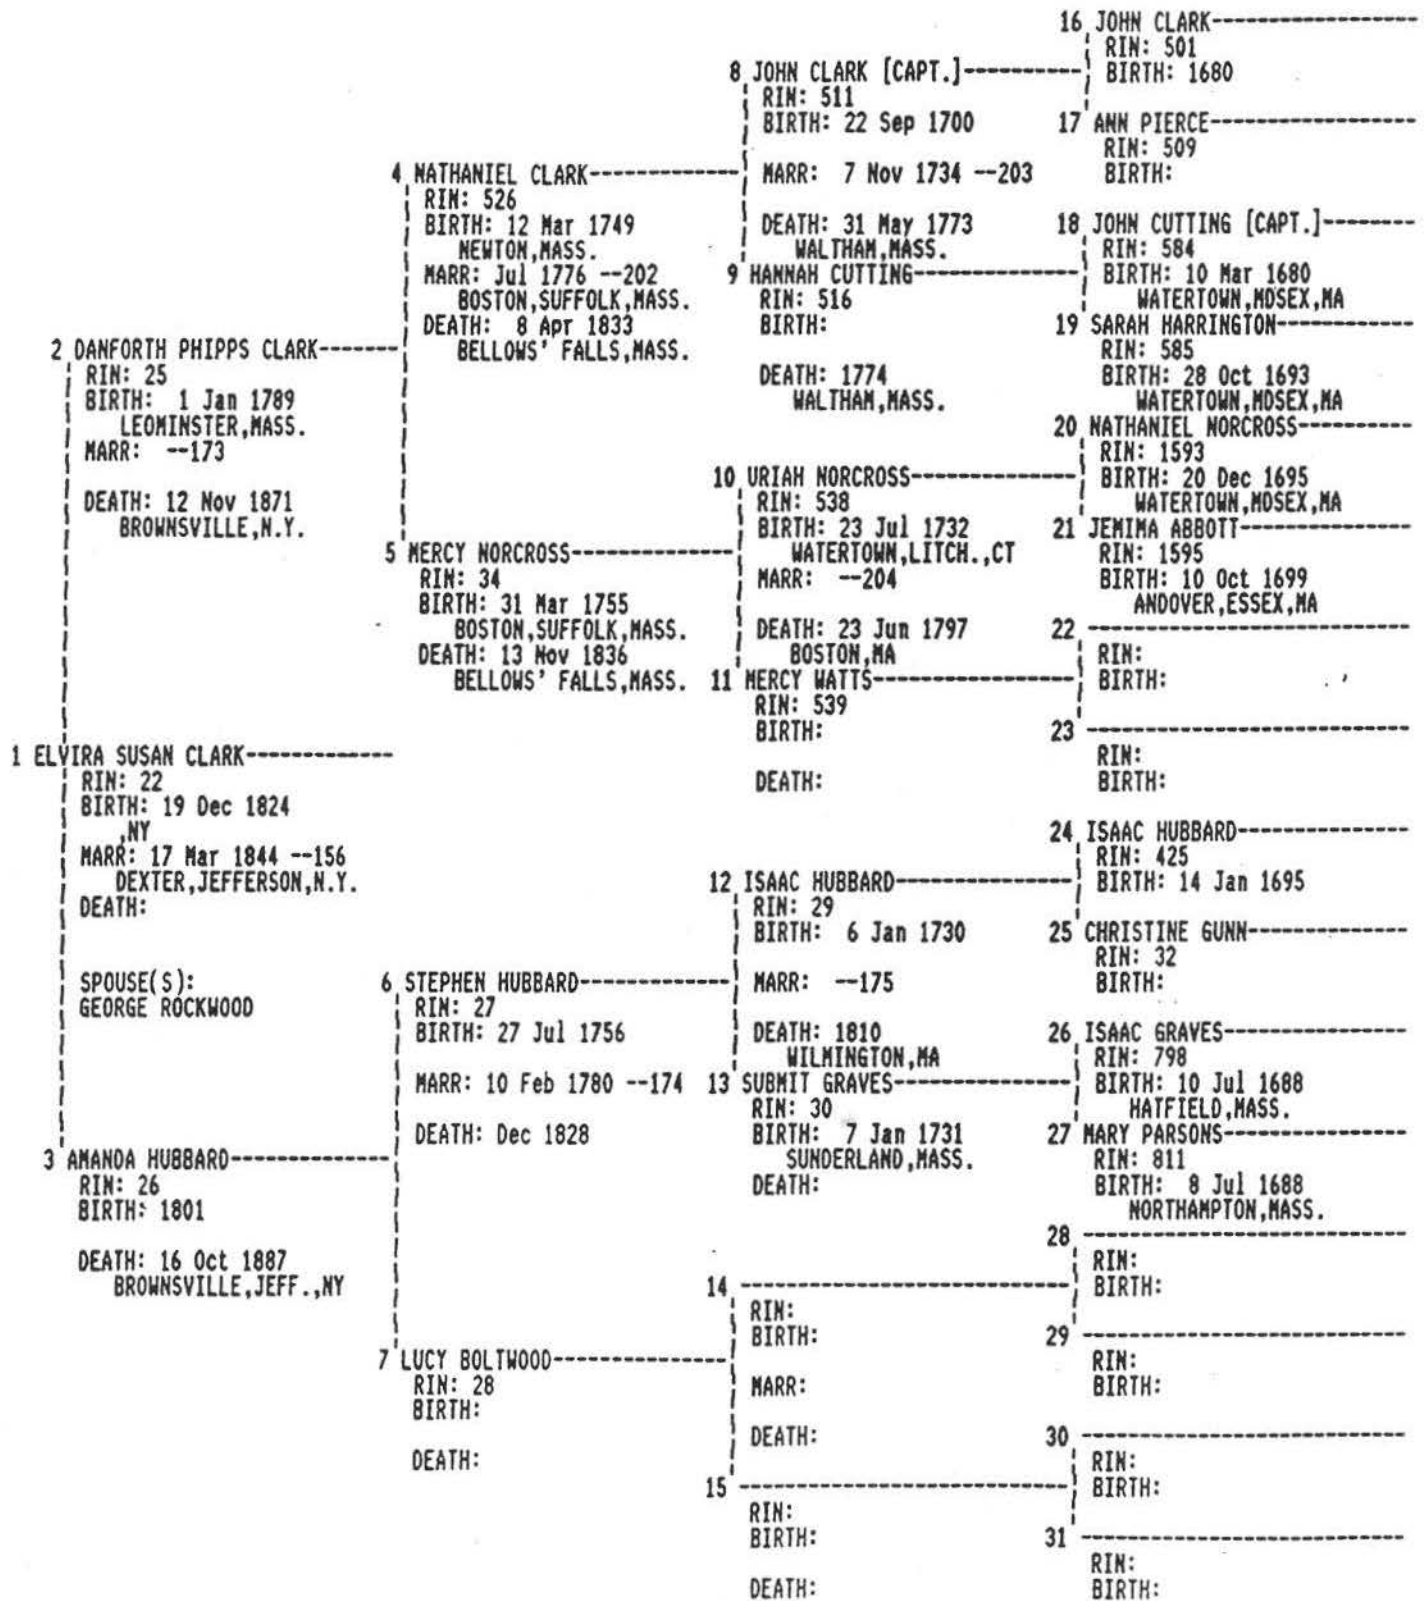 1 ELVIRA SUSAN CLARK-------------
RIN: 22
BIRTH: 19 Dec 1824
,NY
MARR: 17 Mar 1844 --156
DEXTER,JEFFERSON,N.Y.
DEATH:
SPOUSE(S):
GEORGE ROCKWOOD
2 DANFORTH PHIPPS CLARK-------
RIN: 25
BIRTH: 1 Jan 1789
LEOMINSTER,MASS.
MARR: --173
DEATH: 12 Nov 1871
BROWNSVILLE,N.Y.
3 AMANDA HUBBARD-------------
RIN: 26
BIRTH: 1801
DEATH: 16 Oct 1887
BROWNSVILLE,JEFF.,NY
4 NATHANIEL CLARK-------------
RIN: 526
BIRTH: 12 Mar 1749
NEWTON,MASS.
MARR: Jul 1776 --202
BOSTON,SUFFOLK,MASS.
DEATH: 8 Apr 1833
BELLOWS' FALLS,MASS.
5 MERCY NORCROSS--------------
RIN: 34
BIRTH: 31 Mar 1755
BOSTON,SUFFOLK,MASS.
DEATH: 13 Nov 1836
BELLOWS' FALLS,MASS.
6 STEPHEN HUBBARD-------------
RIN: 27
BIRTH: 27 Jul 1756
MARR: 10 Feb 1780 --174
DEATH: Dec 1828
7 LUCY BOLTWOOD---------------
RIN: 28
BIRTH:
DEATH:
8 JOHN CLARK [CAPT.]----------
RIN: 511
BIRTH: 22 Sep 1700
MARR: 7 Nov 1734 --203
DEATH: 31 May 1773
WALTHAM,MASS.
9 HANNAH CUTTING--------------
RIN: 516
BIRTH:
DEATH: 1774
WALTHAM,MASS.
10 URIAH NORCROSS--------------
RIN: 538
BIRTH: 23 Jul 1732
WATERTOWN,LITCH.,CT
MARR: --204
DEATH: 23 Jun 1797
BOSTON,MA
11 MERCY WATTS-----------------
RIN: 539
BIRTH:
DEATH:
12 ISAAC HUBBARD---------------
RIN: 29
BIRTH: 6 Jan 1730
MARR: --175
DEATH: 1810
WILMINGTON,MA
13 SUBMIT GRAVES---------------
RIN: 30
BIRTH: 7 Jan 1731
SUNDERLAND,MASS.
DEATH:
14 ----------------------------
RIN:
BIRTH:
MARR:
DEATH:
15 ----------------------------
RIN:
BIRTH:
DEATH:
16 JOHN CLARK------------------
RIN: 501
BIRTH: 1680
17 ANN PIERCE------------------
RIN: 509
BIRTH:
18 JOHN CUTTING [CAPT.]--------
RIN: 584
BIRTH: 10 Mar 1680
WATERTOWN,MDSEX,MA
19 SARAH HARRINGTON------------
RIN: 585
BIRTH: 28 Oct 1693
WATERTOWN,MDSEX,MA
20 NATHANIEL NORCROSS----------
RIN: 1593
BIRTH: 20 Dec 1695
WATERTOWN,MDSEX,MA
21 JEMIMA ABBOTT---------------
RIN: 1595
BIRTH: 10 Oct 1699
ANDOVER,ESSEX,MA
22 ----------------------------
RIN:
BIRTH:
23 ----------------------------
RIN:
BIRTH:
24 ISAAC HUBBARD---------------
RIN: 425
BIRTH: 14 Jan 1695
25 CHRISTINE GUNN--------------
RIN: 32
BIRTH:
26 ISAAC GRAVES----------------
RIN: 798
BIRTH: 10 Jul 1688
HATFIELD,MASS.
27 MARY PARSONS----------------
RIN: 811
BIRTH: 8 Jul 1688
NORTHAMPTON,MASS.
28 ----------------------------
RIN:
BIRTH:
29 ----------------------------
RIN:
BIRTH:
30 ----------------------------
RIN:
BIRTH:
31 ----------------------------
RIN:
BIRTH: